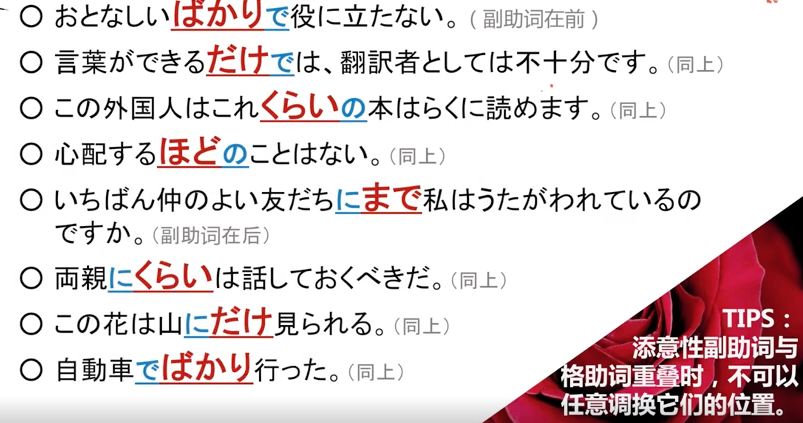 ○ おとなしいばかりで役に立たない。(副助词在前)
○ 言葉ができるだけでは、翻訳者としては不十分です。(同上)
○ この外国人はこれくらいの本はらくに読めます。(同上)
○ 心配するほどのことはない。(同上)
○ いちばん仲のよい友だちにまで私はうたがわれているの
ですか。(副助词在后)
○ 両親にくらいは話しておくべきだ。(同上)
○ この花は山にだけ見られる。(同上)
○ 自動車でばかり行った。(同上)
TIPS：
添意性副助词与
格助词重叠时，不可以
任意调换它们的位置。